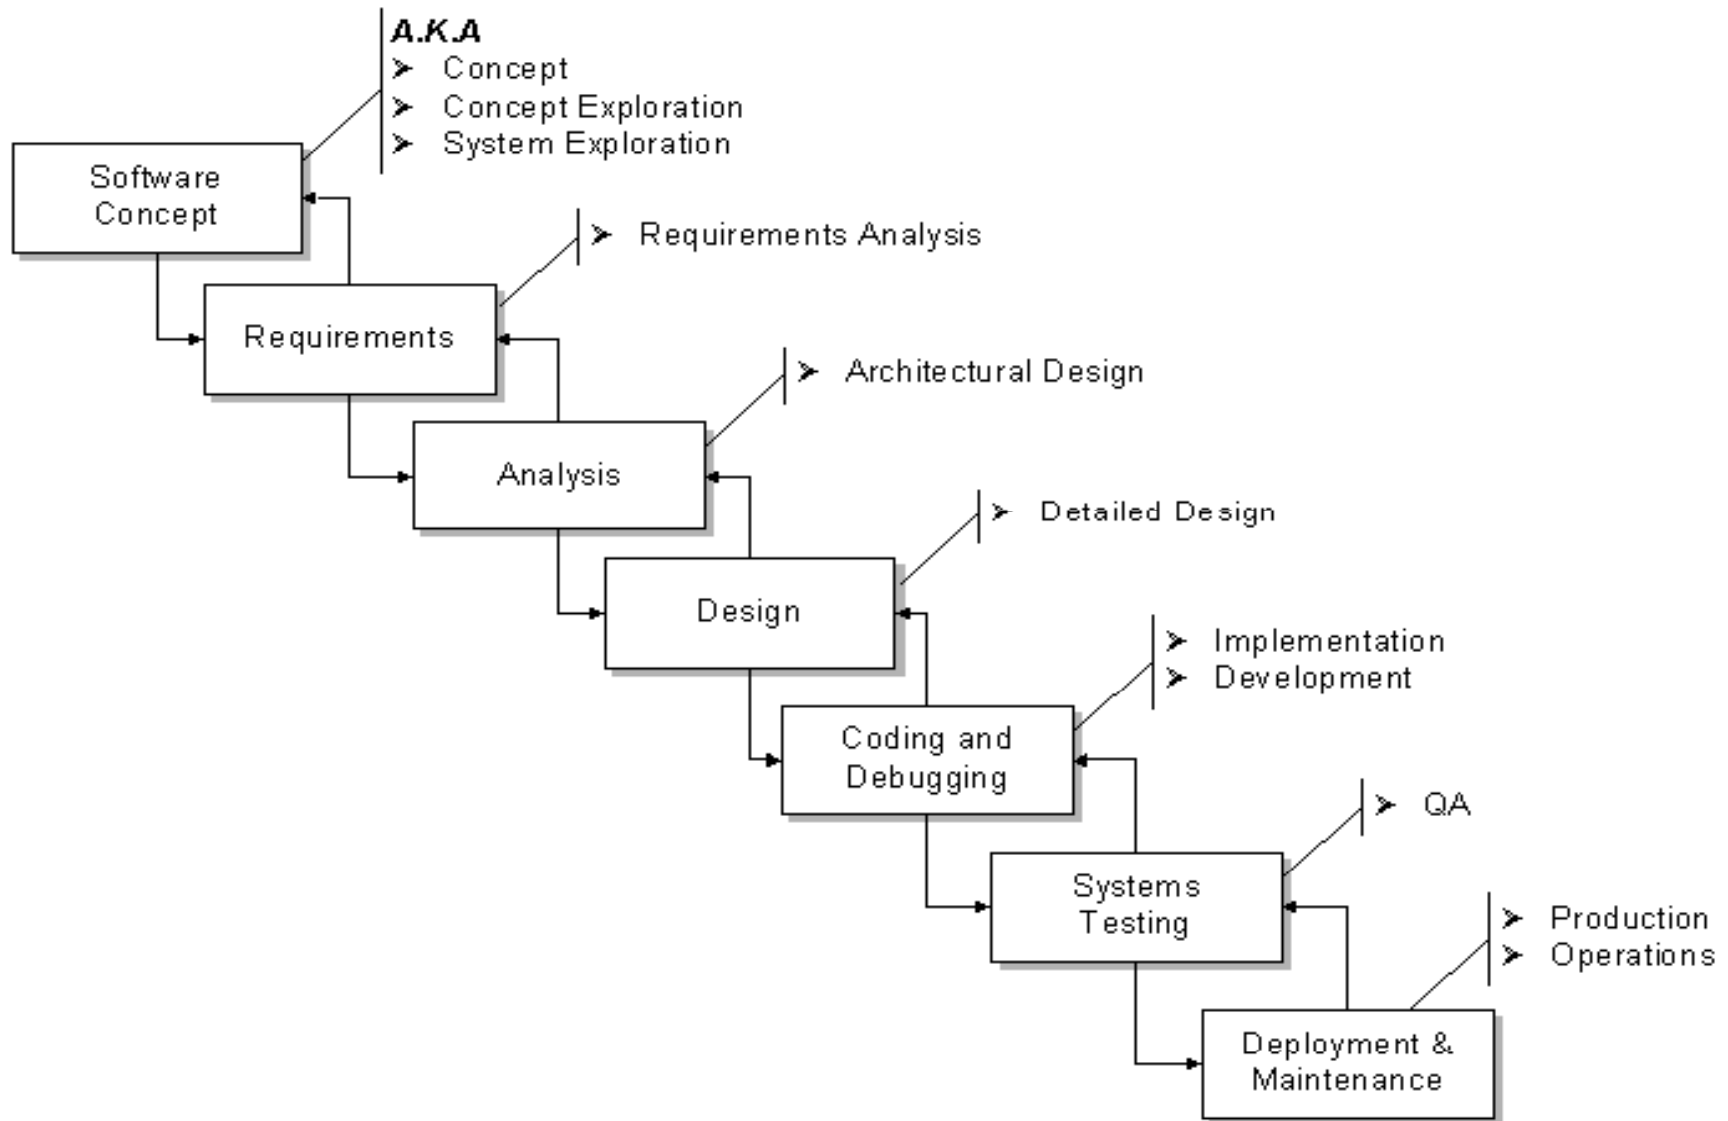 A.K.A
➤ Concept
➤ Concept Exploration
➤ System Exploration
Software
Concept
➤ Requirements Analysis
Requirements
➤ Architectural Design
Analysis
➤ Detailed Design
Design
➤ Implementation
➤ Development
Coding and
Debugging
➤ QA
Systems
Testing
➤ Production
➤ Operations
Deployment &
Maintenance